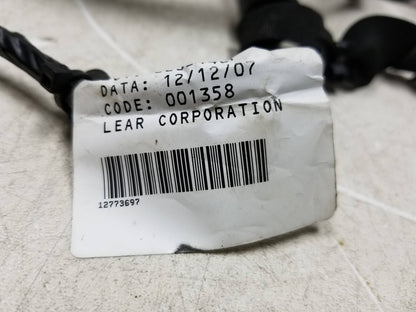 DATA: 12/12/07
CODE: 001358
LEAR CORPORATION
12773697